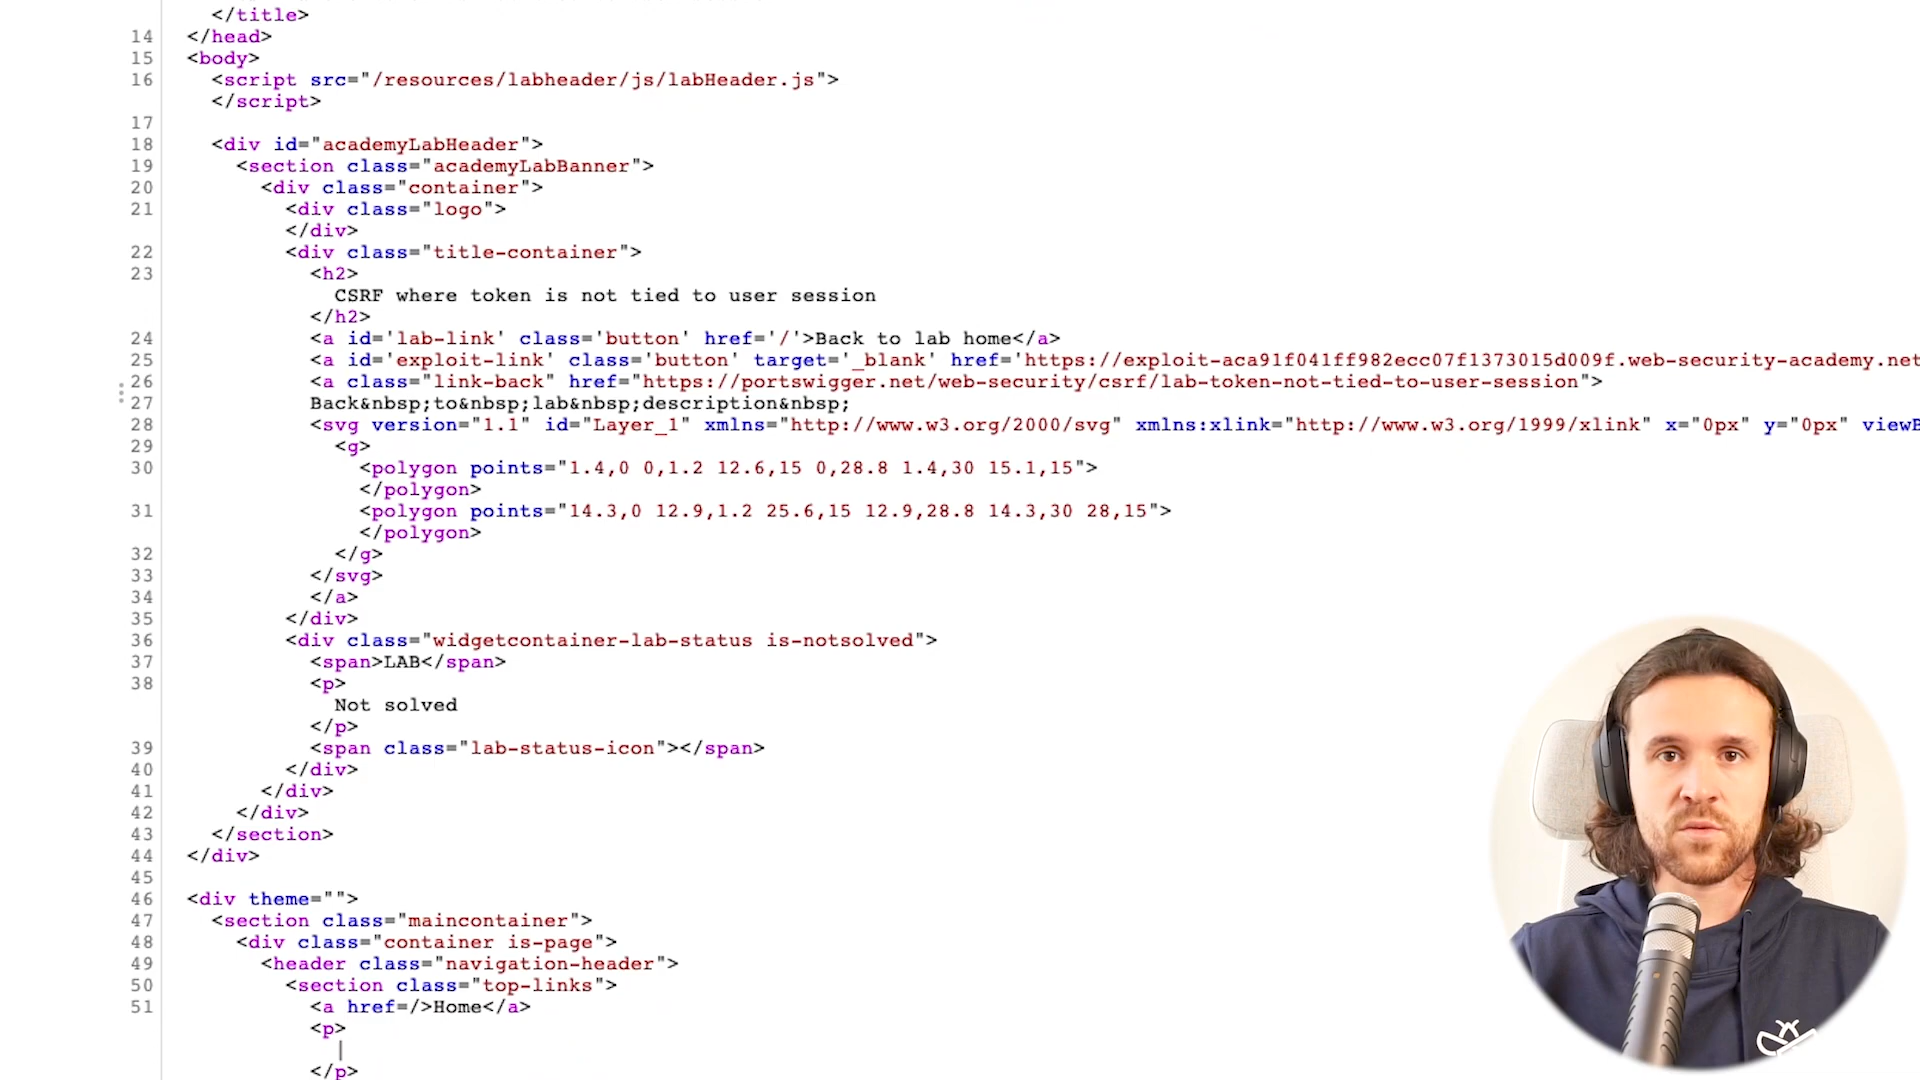 </title>
14 </head>
15 <body>
16 <script src="/resources/labheader/js/labHeader.js">
</script>
17
18 <div id="academyLabHeader">
19 <section class="academyLabBanner">
20 <div class="container">
21 <div class="logo">
</div>
22 <div class="title-container">
23 <h2>
CSRF where token is not tied to user session
</h2>
24 <a id='lab-link' class='button' href='/'>Back to lab home</a>
25 <a id='exploit-link' class='button' target='_blank' href='https://exploit-aca91f041ff982ecc07f1373015d009f.web-security-academy.net
26 <a class="link-back" href="https://portswigger.net/web-security/csrf/lab-token-not-tied-to-user-session">
27 Back&nbsp;to&nbsp;lab&nbsp;description&nbsp;
28 <svg version="1.1" id="Layer_1" xmlns="http://www.w3.org/2000/svg" xmlns:xlink="http://www.w3.org/1999/xlink" x="0px" y="0px" viewB
29 <g>
30 <polygon points="1.4,0 0,1.2 12.6,15 0,28.8 1.4,30 15.1,15">
</polygon>
31 <polygon points="14.3,0 12.9,1.2 25.6,15 12.9,28.8 14.3,30 28,15">
</polygon>
32 </g>
33 </svg>
34 </a>
35 </div>
36 <div class="widgetcontainer-lab-status is-notsolved">
37 <span>LAB</span>
38 <p>
Not solved
</p>
39 <span class="lab-status-icon"></span>
40 </div>
41 </div>
42 </div>
43 </section>
44 </div>
45
46 <div theme="">
47 <section class="maincontainer">
48 <div class="container is-page">
49 <header class="navigation-header">
50 <section class="top-links">
51 <a href=/>Home</a>
<p>
|
</p>